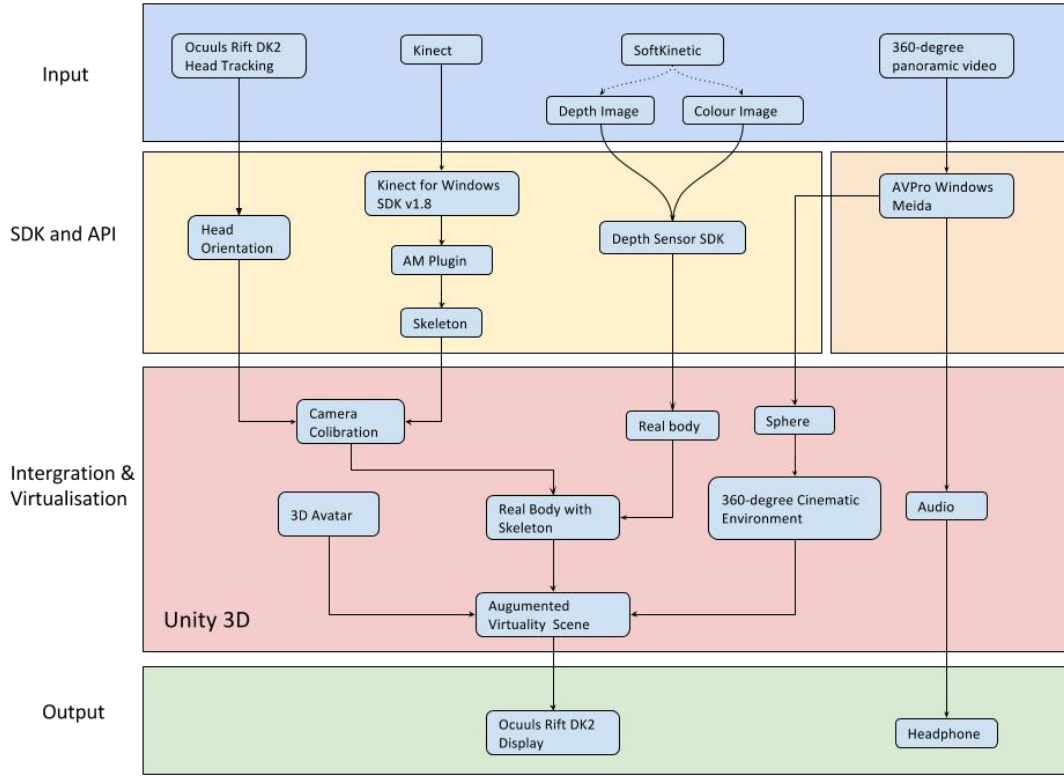 Input
Ocuuls Rift DK2
Head Tracking
Kinect
SoftKinetic
360-degree
panoramic video
Depth Image
Colour Image
SDK and API
Kinect for Windows
SDK v1.8
AVPro Windows
Meida
Head
Orientation
Depth Sensor SDK
AM Plugin
Skeleton
Intergration &
Virtualisation
Camera
Colibration
Real body
Sphere
3D Avatar
Real Body with
Skeleton
360-degree Cinematic
Environment
Audio
Unity 3D
Augumented
Virtuality Scene
Output
Ocuuls Rift DK2
Display
Headphone